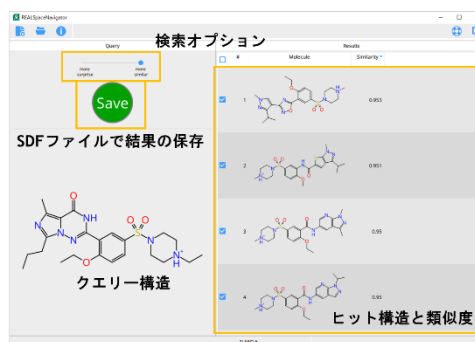 REALSpaceNavigator
Query
Results
検索オプション
more surprise
more similar
# Molecule Similarity
Save
SDFファイルで結果の保存
1 0.953
2 0.951
3 0.95
4 0.95
クエリー構造
ヒット構造と類似度